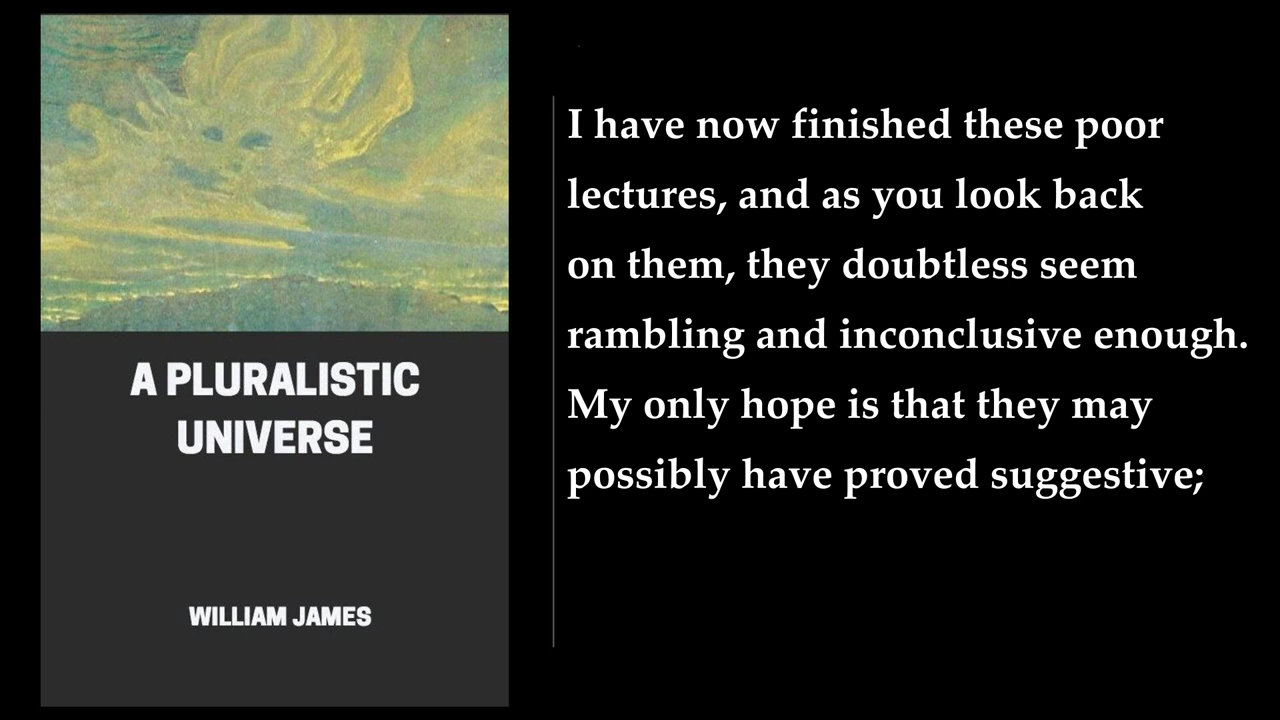 A PLURALISTIC
UNIVERSE
WILLIAM JAMES
I have now finished these poor
lectures, and as you look back
on them, they doubtless seem
rambling and inconclusive enough.
My only hope is that they may
possibly have proved suggestive;